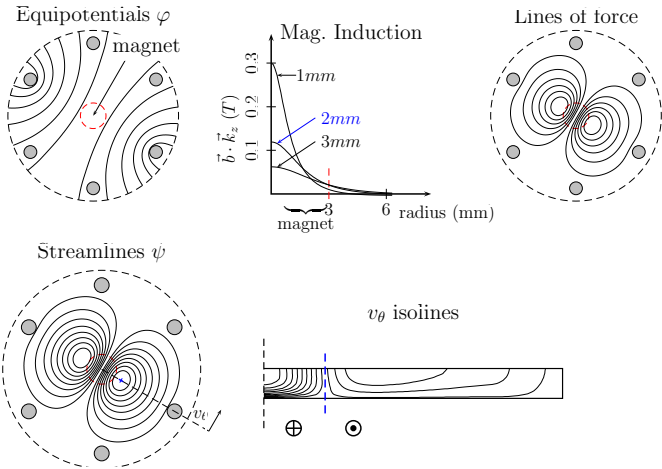 Equipotentials φ
magnet
Mag. Induction
Lines of force
0.3
0.2
0.1
b⃗ · k⃗z (T)
1mm
2mm
3mm
3
6
radius (mm)
magnet
Streamlines ψ
vθ
vθ isolines